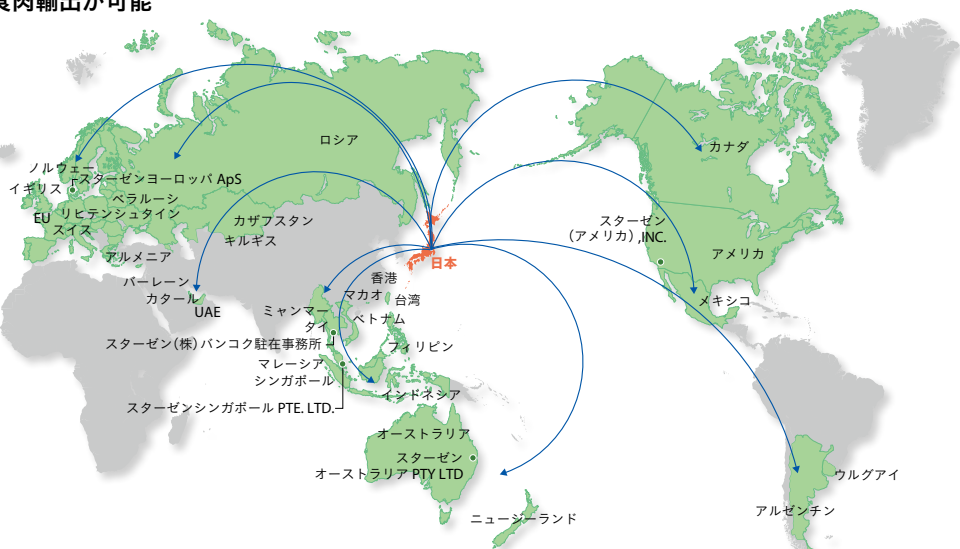 食肉輸出が可能
ロシア
カナダ
ノルウェー
スターゼンヨーロッパ ApS
イギリス
ベラルーシ
EU
リヒテンシュタイン
スイス
カザフスタン
キルギス
アルメニア
スターゼン
（アメリカ）,INC.
アメリカ
日本
バーレーン
カタール
UAE
香港
マカオ
台湾
メキシコ
ミャンマー
タイ
ベトナム
スターゼン（株）バンコク駐在事務所
フィリピン
マレーシア
シンガポール
インドネシア
スターゼンシンガポール PTE. LTD.
オーストラリア
スターゼン
オーストラリア PTY LTD
ウルグアイ
アルゼンチン
ニュージーランド